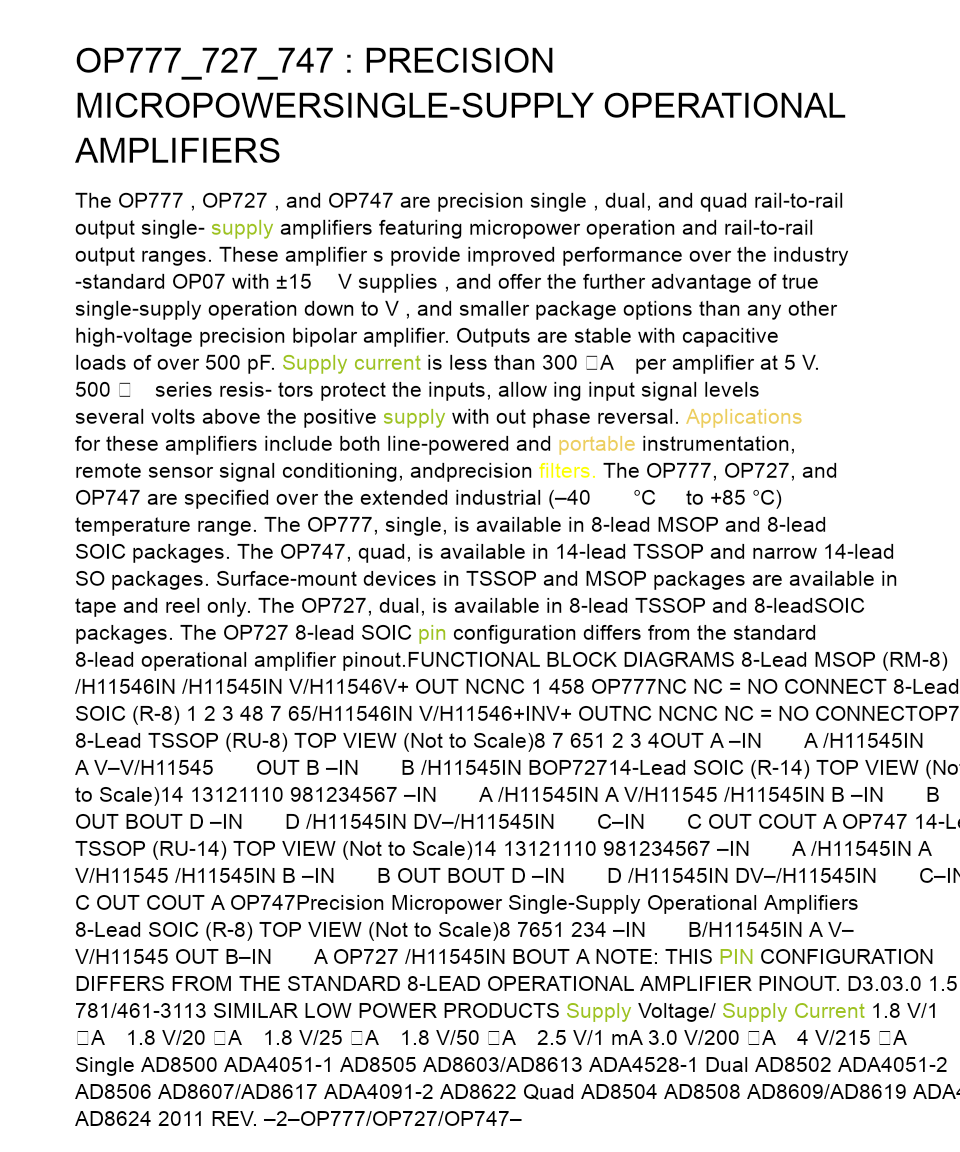 OP777_727_747 : PRECISION
MICROPOWERSINGLE-SUPPLY OPERATIONAL
AMPLIFIERS
The OP777 , OP727 , and OP747 are precision single , dual, and quad rail-to-rail
output single- supply amplifiers featuring micropower operation and rail-to-rail
output ranges. These amplifier s provide improved performance over the industry
-standard OP07 with ±15 V supplies , and offer the further advantage of true
single-supply operation down to V , and smaller package options than any other
high-voltage precision bipolar amplifier. Outputs are stable with capacitive
loads of over 500 pF. Supply current is less than 300 □A per amplifier at 5 V.
500 □ series resis- tors protect the inputs, allow ing input signal levels
several volts above the positive supply with out phase reversal. Applications
for these amplifiers include both line-powered and portable instrumentation,
remote sensor signal conditioning, andprecision filters. The OP777, OP727, and
OP747 are specified over the extended industrial (–40 °C to +85 °C)
temperature range. The OP777, single, is available in 8-lead MSOP and 8-lead
SOIC packages. The OP747, quad, is available in 14-lead TSSOP and narrow 14-lead
SO packages. Surface-mount devices in TSSOP and MSOP packages are available in
tape and reel only. The OP727, dual, is available in 8-lead TSSOP and 8-leadSOIC
packages. The OP727 8-lead SOIC pin configuration differs from the standard
8-lead operational amplifier pinout.FUNCTIONAL BLOCK DIAGRAMS 8-Lead MSOP (RM-8)
/H11546IN /H11545IN V/H11546V+ OUT NCNC 1 458 OP777NC NC = NO CONNECT 8-Lead
SOIC (R-8) 1 2 3 48 7 65/H11546IN V/H11546+INV+ OUTNC NCNC NC = NO CONNECTOP7
8-Lead TSSOP (RU-8) TOP VIEW (Not to Scale)8 7 651 2 3 4OUT A –IN A /H11545IN
A V–V/H11545 OUT B –IN B /H11545IN BOP72714-Lead SOIC (R-14) TOP VIEW (No
to Scale)14 13121110 981234567 –IN A /H11545IN A V/H11545 /H11545IN B –IN B
OUT BOUT D –IN D /H11545IN DV–/H11545IN C–IN C OUT COUT A OP747 14-Le
TSSOP (RU-14) TOP VIEW (Not to Scale)14 13121110 981234567 –IN A /H11545IN A
V/H11545 /H11545IN B –IN B OUT BOUT D –IN D /H11545IN DV–/H11545IN C–IN
C OUT COUT A OP747Precision Micropower Single-Supply Operational Amplifiers
8-Lead SOIC (R-8) TOP VIEW (Not to Scale)8 7651 234 –IN B/H11545IN A V–
V/H11545 OUT B–IN A OP727 /H11545IN BOUT A NOTE: THIS PIN CONFIGURATION
DIFFERS FROM THE STANDARD 8-LEAD OPERATIONAL AMPLIFIER PINOUT. D3.03.0 1.5
781/461-3113 SIMILAR LOW POWER PRODUCTS Supply Voltage/ Supply Current 1.8 V/1
□A 1.8 V/20 □A 1.8 V/25 □A 1.8 V/50 □A 2.5 V/1 mA 3.0 V/200 □A 4 V/215 □A
Single AD8500 ADA4051-1 AD8505 AD8603/AD8613 ADA4528-1 Dual AD8502 ADA4051-2
AD8506 AD8607/AD8617 ADA4091-2 AD8622 Quad AD8504 AD8508 AD8609/AD8619 ADA4
AD8624 2011 REV. –2–OP777/OP727/OP747–